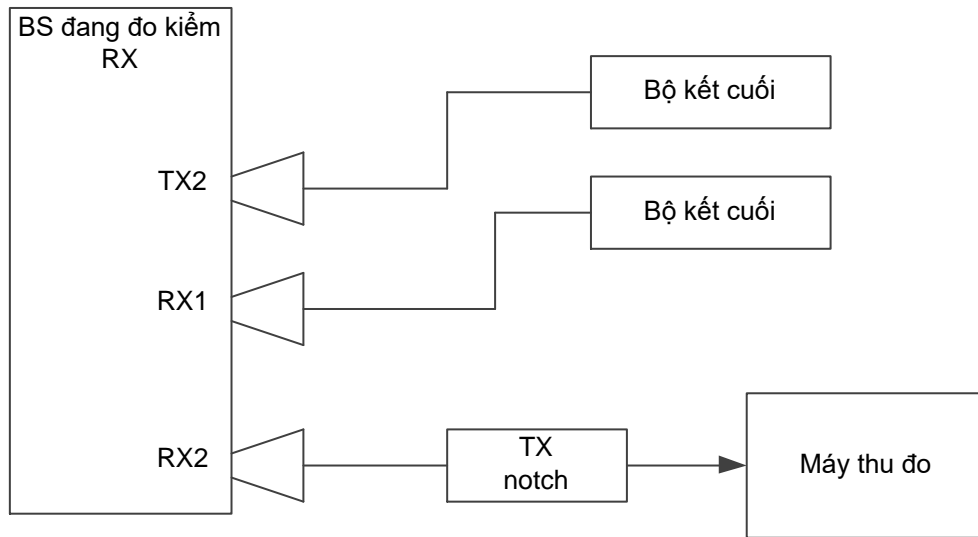 BS đang đo kiểm
RX
Bộ kết cuối
TX2
Bộ kết cuối
RX1
RX2
TX
notch
Máy thu đo